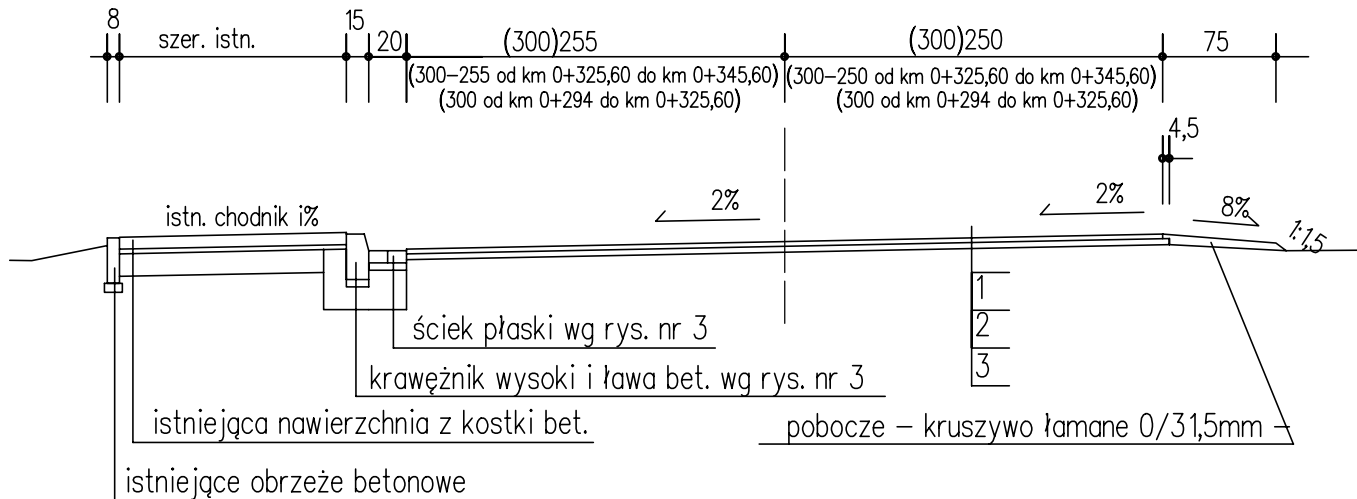 8
szer. istn.
15
20
(300)255
(300)250
75
(300-255 od km 0+325,60 do km 0+345,60)
(300-250 od km 0+325,60 do km 0+345,60)
(300 od km 0+294 do km 0+325,60)
(300 od km 0+294 do km 0+325,60)
4,5
istn. chodnik i%
2%
2%
8%
1:1,5
1
2
3
ściek płaski wg rys. nr 3
krawężnik wysoki i ława bet. wg rys. nr 3
istniejąca nawierzchnia z kostki bet.
pobocze - kruszywo łamane 0/31,5mm -
istniejące obrzeże betonowe